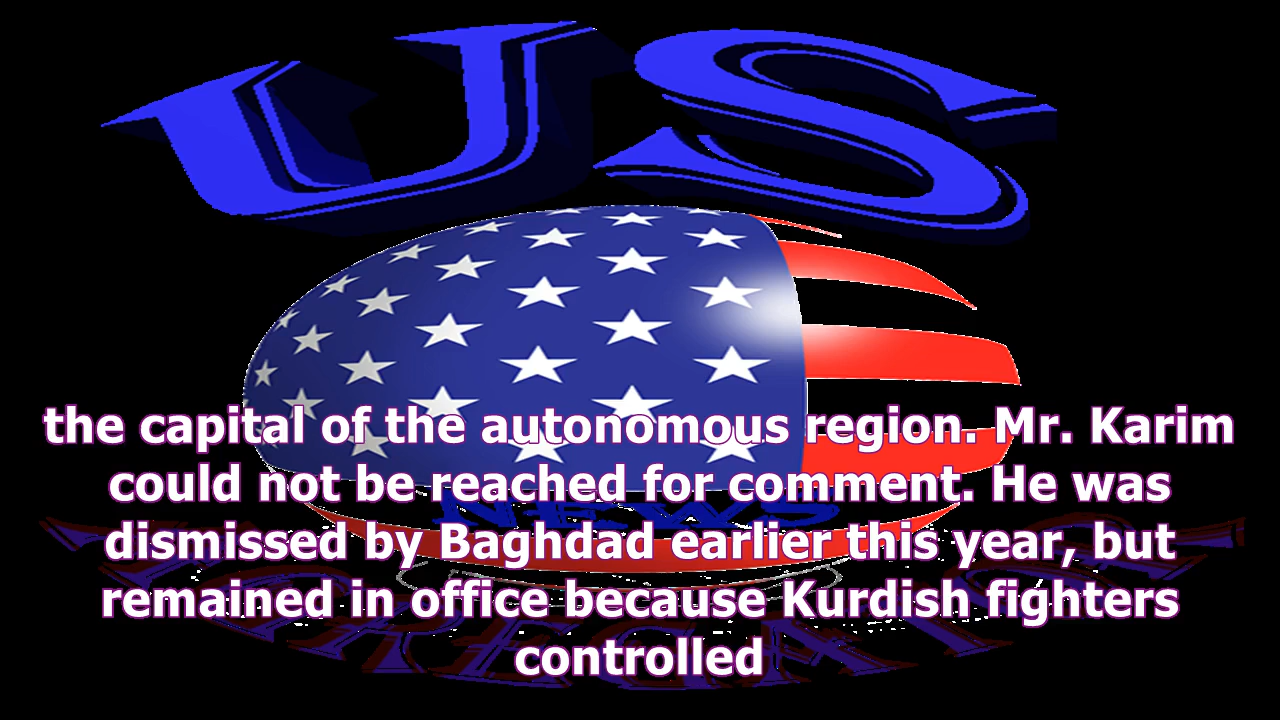 US
the capital of the autonomous region. Mr. Karim
could not be reached for comment. He was
NEWS
dismissed by Baghdad earlier this year, but
remained in office because Kurdish fighters
controlled